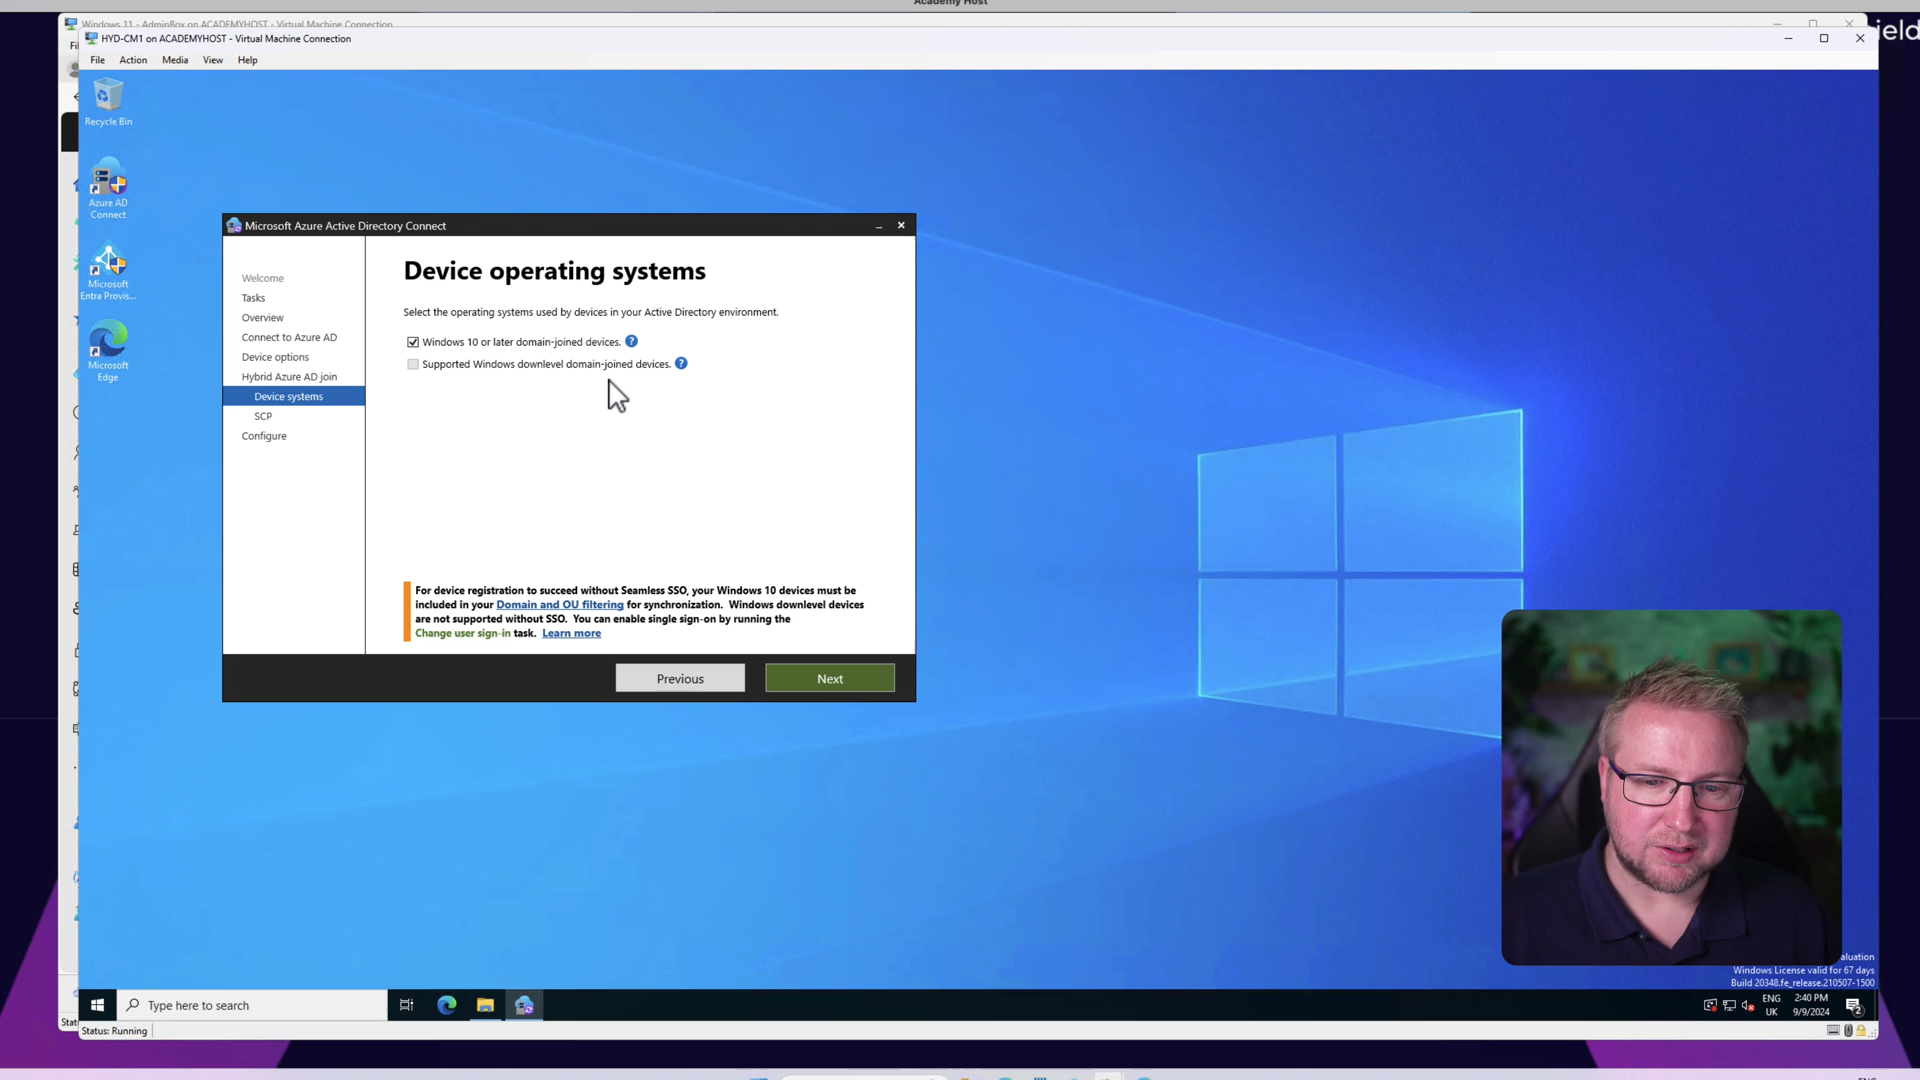 Academy Host
Windows 11 - AdminBox on ACADEMYHOST - Virtual Machine Connection
ield
HYD-CM1 on ACADEMYHOST - Virtual Machine Connection
File Action Media View Help
Recycle Bin
Azure AD
Connect
Microsoft
Entra Provis...
Microsoft
Edge
Microsoft Azure Active Directory Connect
Welcome
Tasks
Overview
Connect to Azure AD
Device options
Hybrid Azure AD join
Device systems
SCP
Configure
Device operating systems
Select the operating systems used by devices in your Active Directory environment.
Windows 10 or later domain-joined devices. ?
Supported Windows downlevel domain-joined devices. ?
For device registration to succeed without Seamless SSO, your Windows 10 devices must be
included in your Domain and OU filtering for synchronization. Windows downlevel devices
are not supported without SSO. You can enable single sign-on by running the
Change user sign-in task. Learn more
Previous Next
aluation
Windows License valid for 67 days
Build 20348.fe_release.210507-1500
Type here to search
ENG
UK
2:40 PM
9/9/2024
2
Status: Running